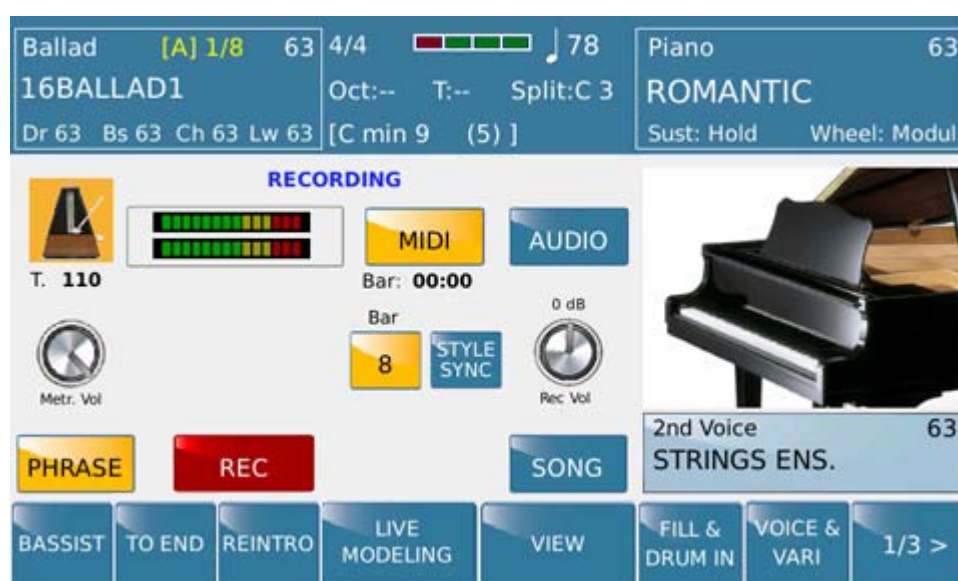 Ballad [A] 1/8 63
16BALLAD1
Dr 63 Bs 63 Ch 63 Lw 63
4/4 78
Oct:-- T:-- Split:C 3
[C min 9 (5) ]
Piano 63
ROMANTIC
Sust: Hold Wheel: Modul
RECORDING
T. 110
MIDI
AUDIO
Bar: 00:00
Metr. Vol
Bar
8
STYLE
SYNC
0 dB
Rec Vol
PHRASE
REC
SONG
2nd Voice 63
STRINGS ENS.
BASSIST
TO END
REINTRO
LIVE
MODELING
VIEW
FILL &
DRUM IN
VOICE &
VARI
1/3 >